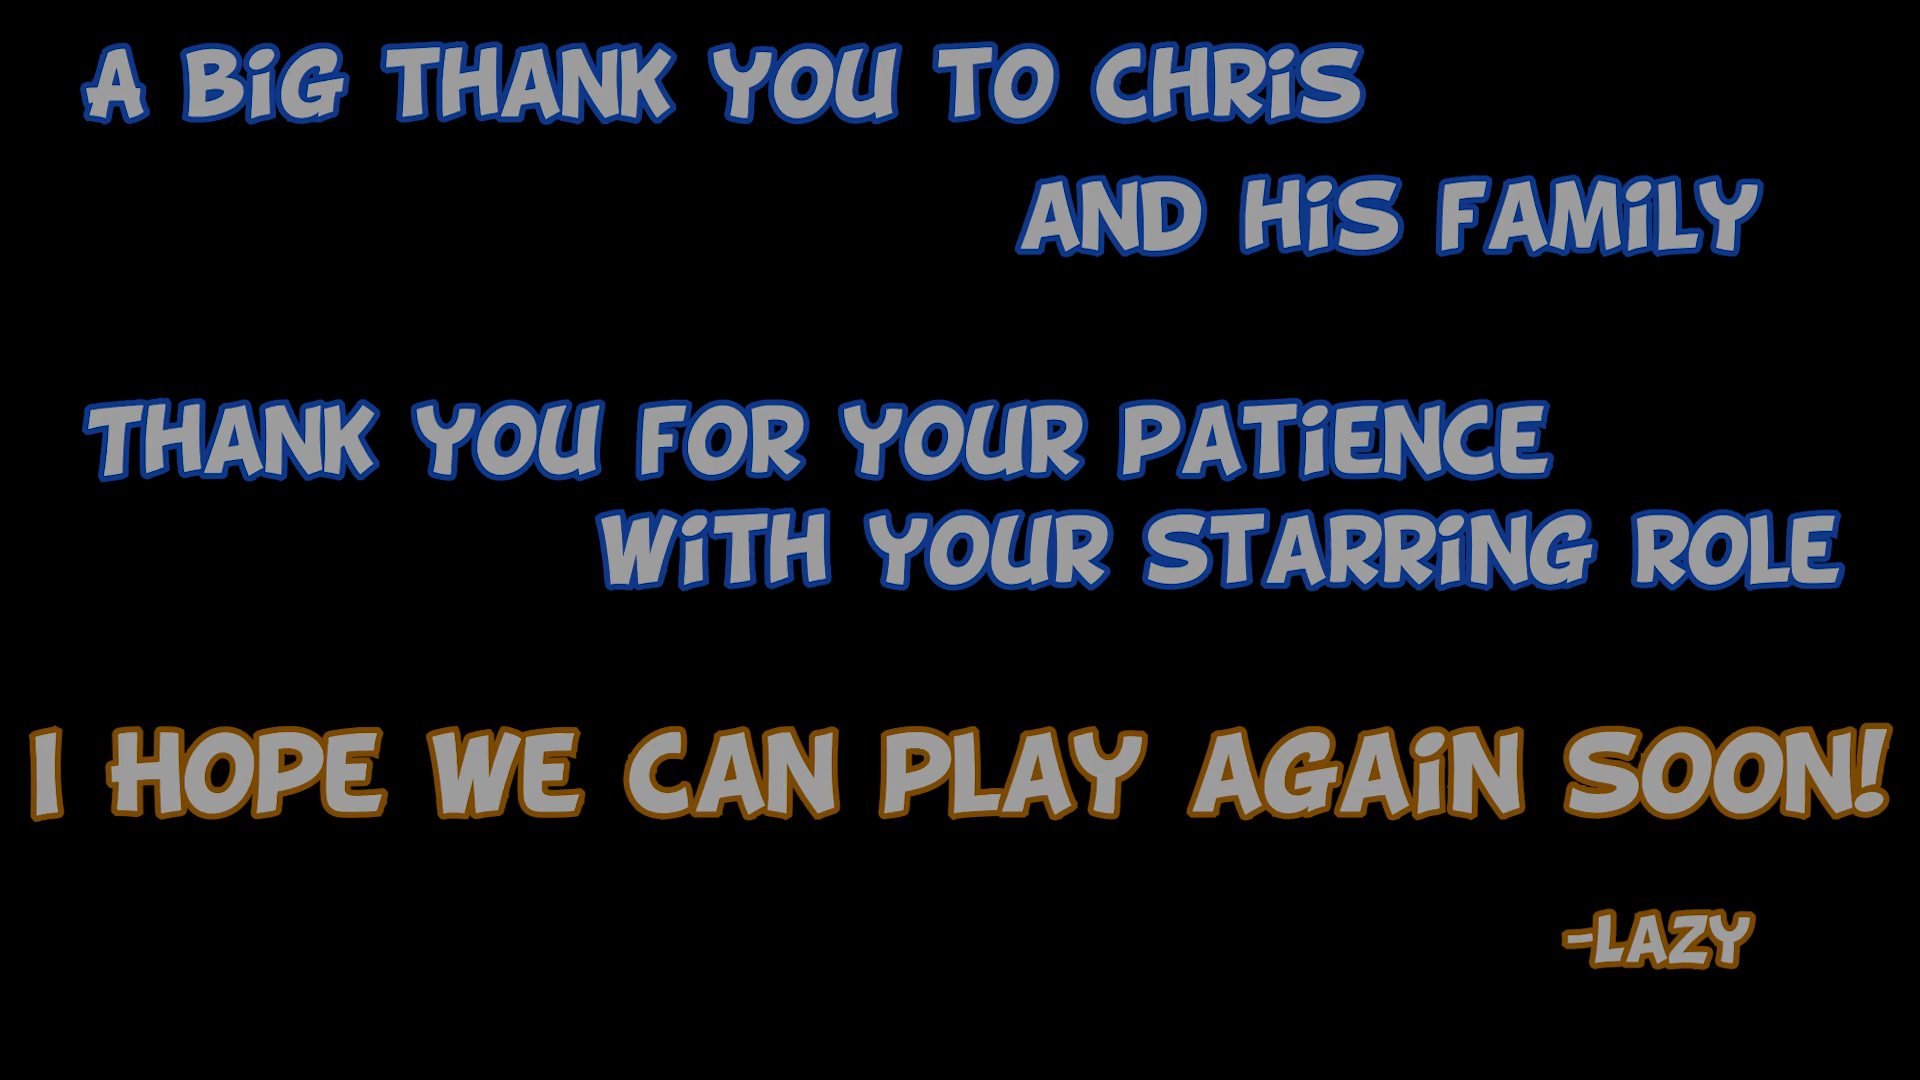 A BiG THANK YOU TO CHRiS
AND HiS FAMiLY
THANK YOU FOR YOUR PATiENCE
WiTH YOUR STARRiNG ROLE
I HOPE WE CAN PLAY AGAiN SOON!
-LAZY